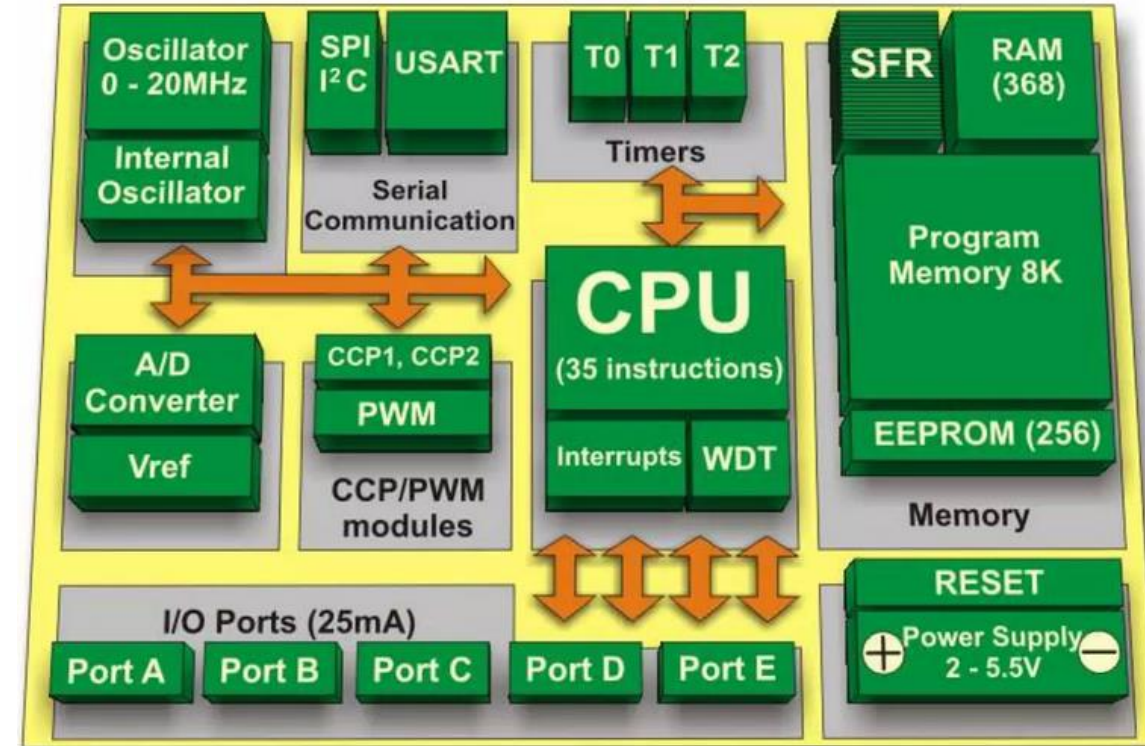 Oscillator
0 - 20MHz
Internal
Oscillator
SPI
I²C
USART
Serial
Communication
T0
T1
T2
Timers
SFR
RAM
(368)
Program
Memory 8K
EEPROM (256)
Memory
A/D
Converter
Vref
CCP1, CCP2
PWM
CCP/PWM
modules
CPU
(35 instructions)
Interrupts
WDT
I/O Ports (25mA)
Port A
Port B
Port C
Port D
Port E
RESET
+
Power Supply
2 - 5.5V
−